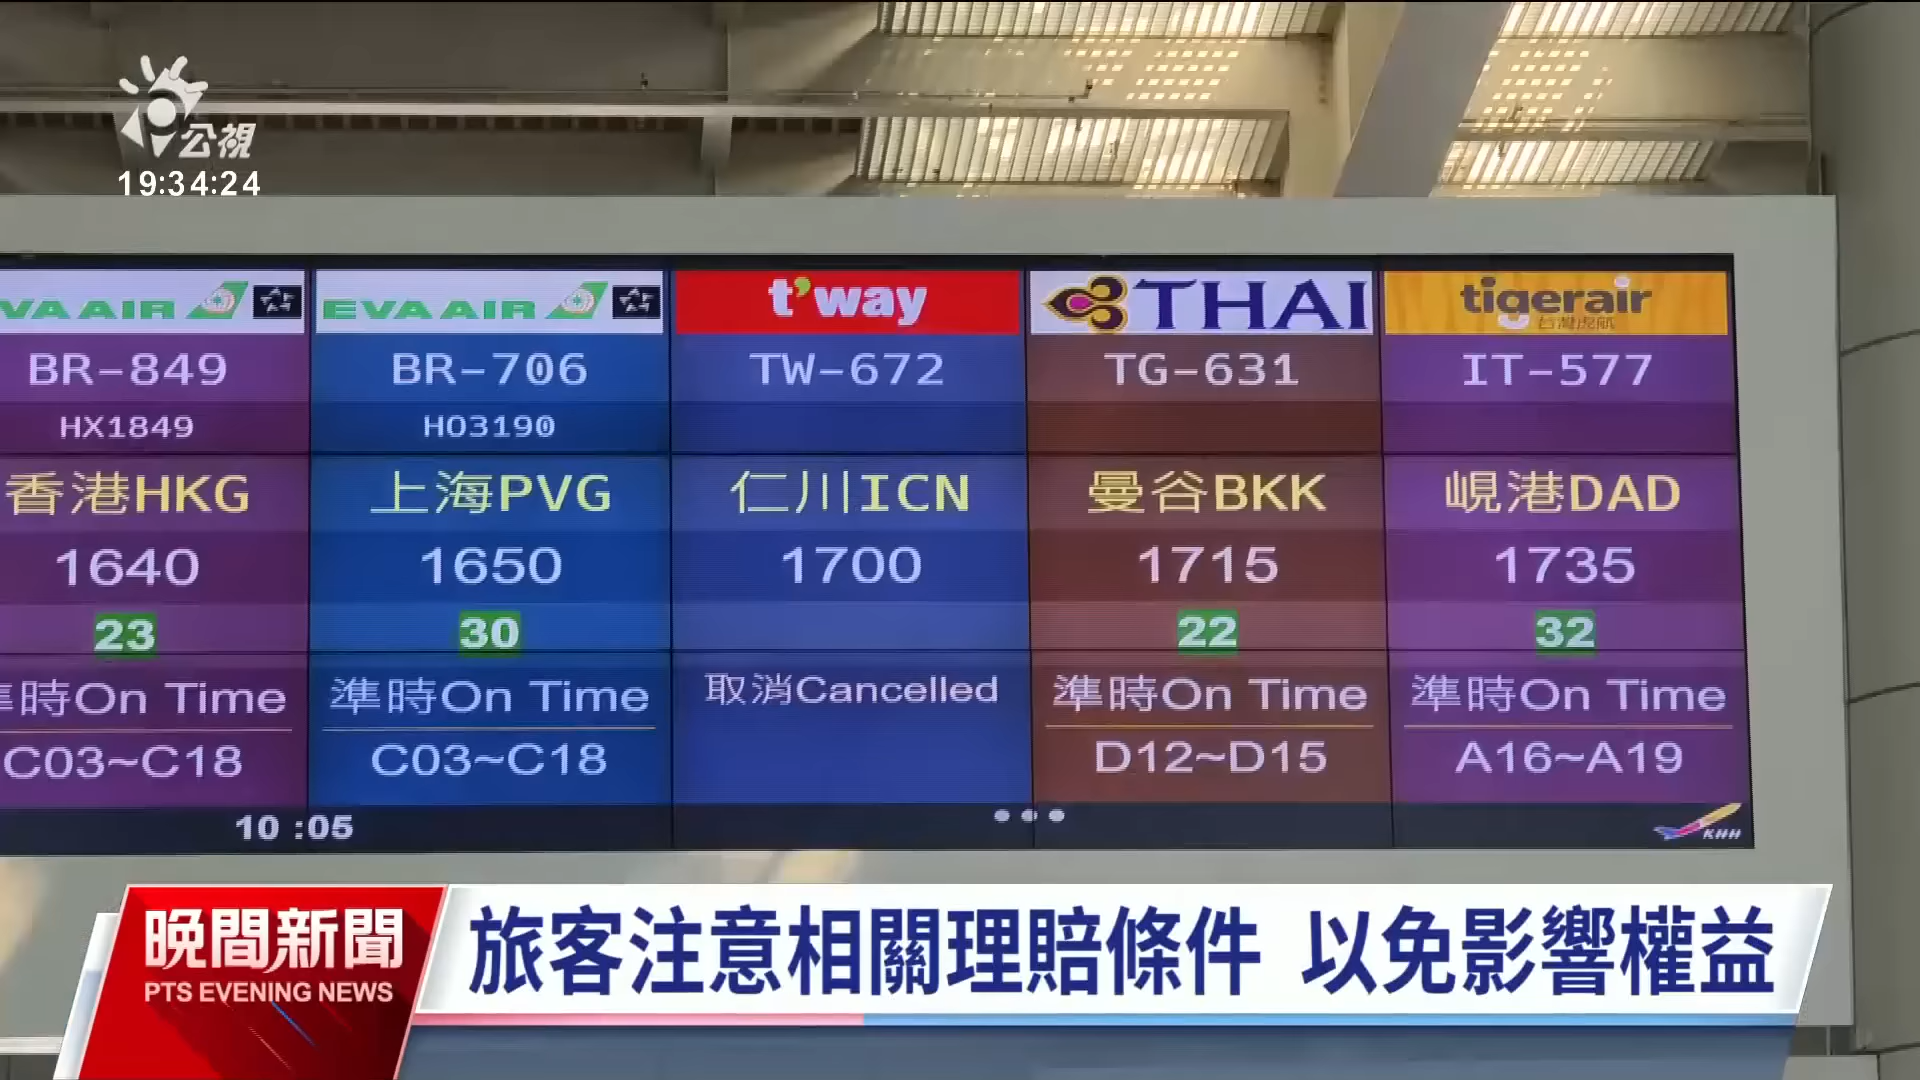 公視
19:34:24
VA AIR
EVA AIR
t'way
THAI
tigerair
台灣虎航
BR-849
BR-706
TW-672
TG-631
IT-577
HX1849
HO3190
香港HKG
上海PVG
仁川ICN
曼谷BKK
峴港DAD
1640
1650
1700
1715
1735
23
30
22
32
準時On Time
準時On Time
取消Cancelled
準時On Time
準時On Time
C03~C18
C03~C18
D12~D15
A16~A19
10 :05
KHH
晚間新聞
PTS EVENING NEWS
旅客注意相關理賠條件 以免影響權益